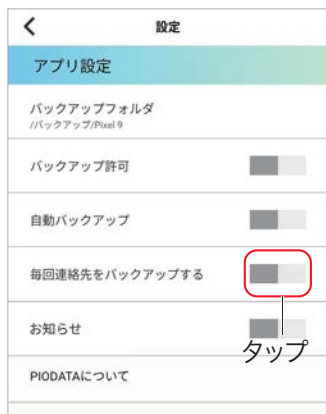 設定
アプリ設定
バックアップフォルダ
/バックアップ/Pixel 9
バックアップ許可
自動バックアップ
毎回連絡先をバックアップする
お知らせ
タップ
PIODATAについて